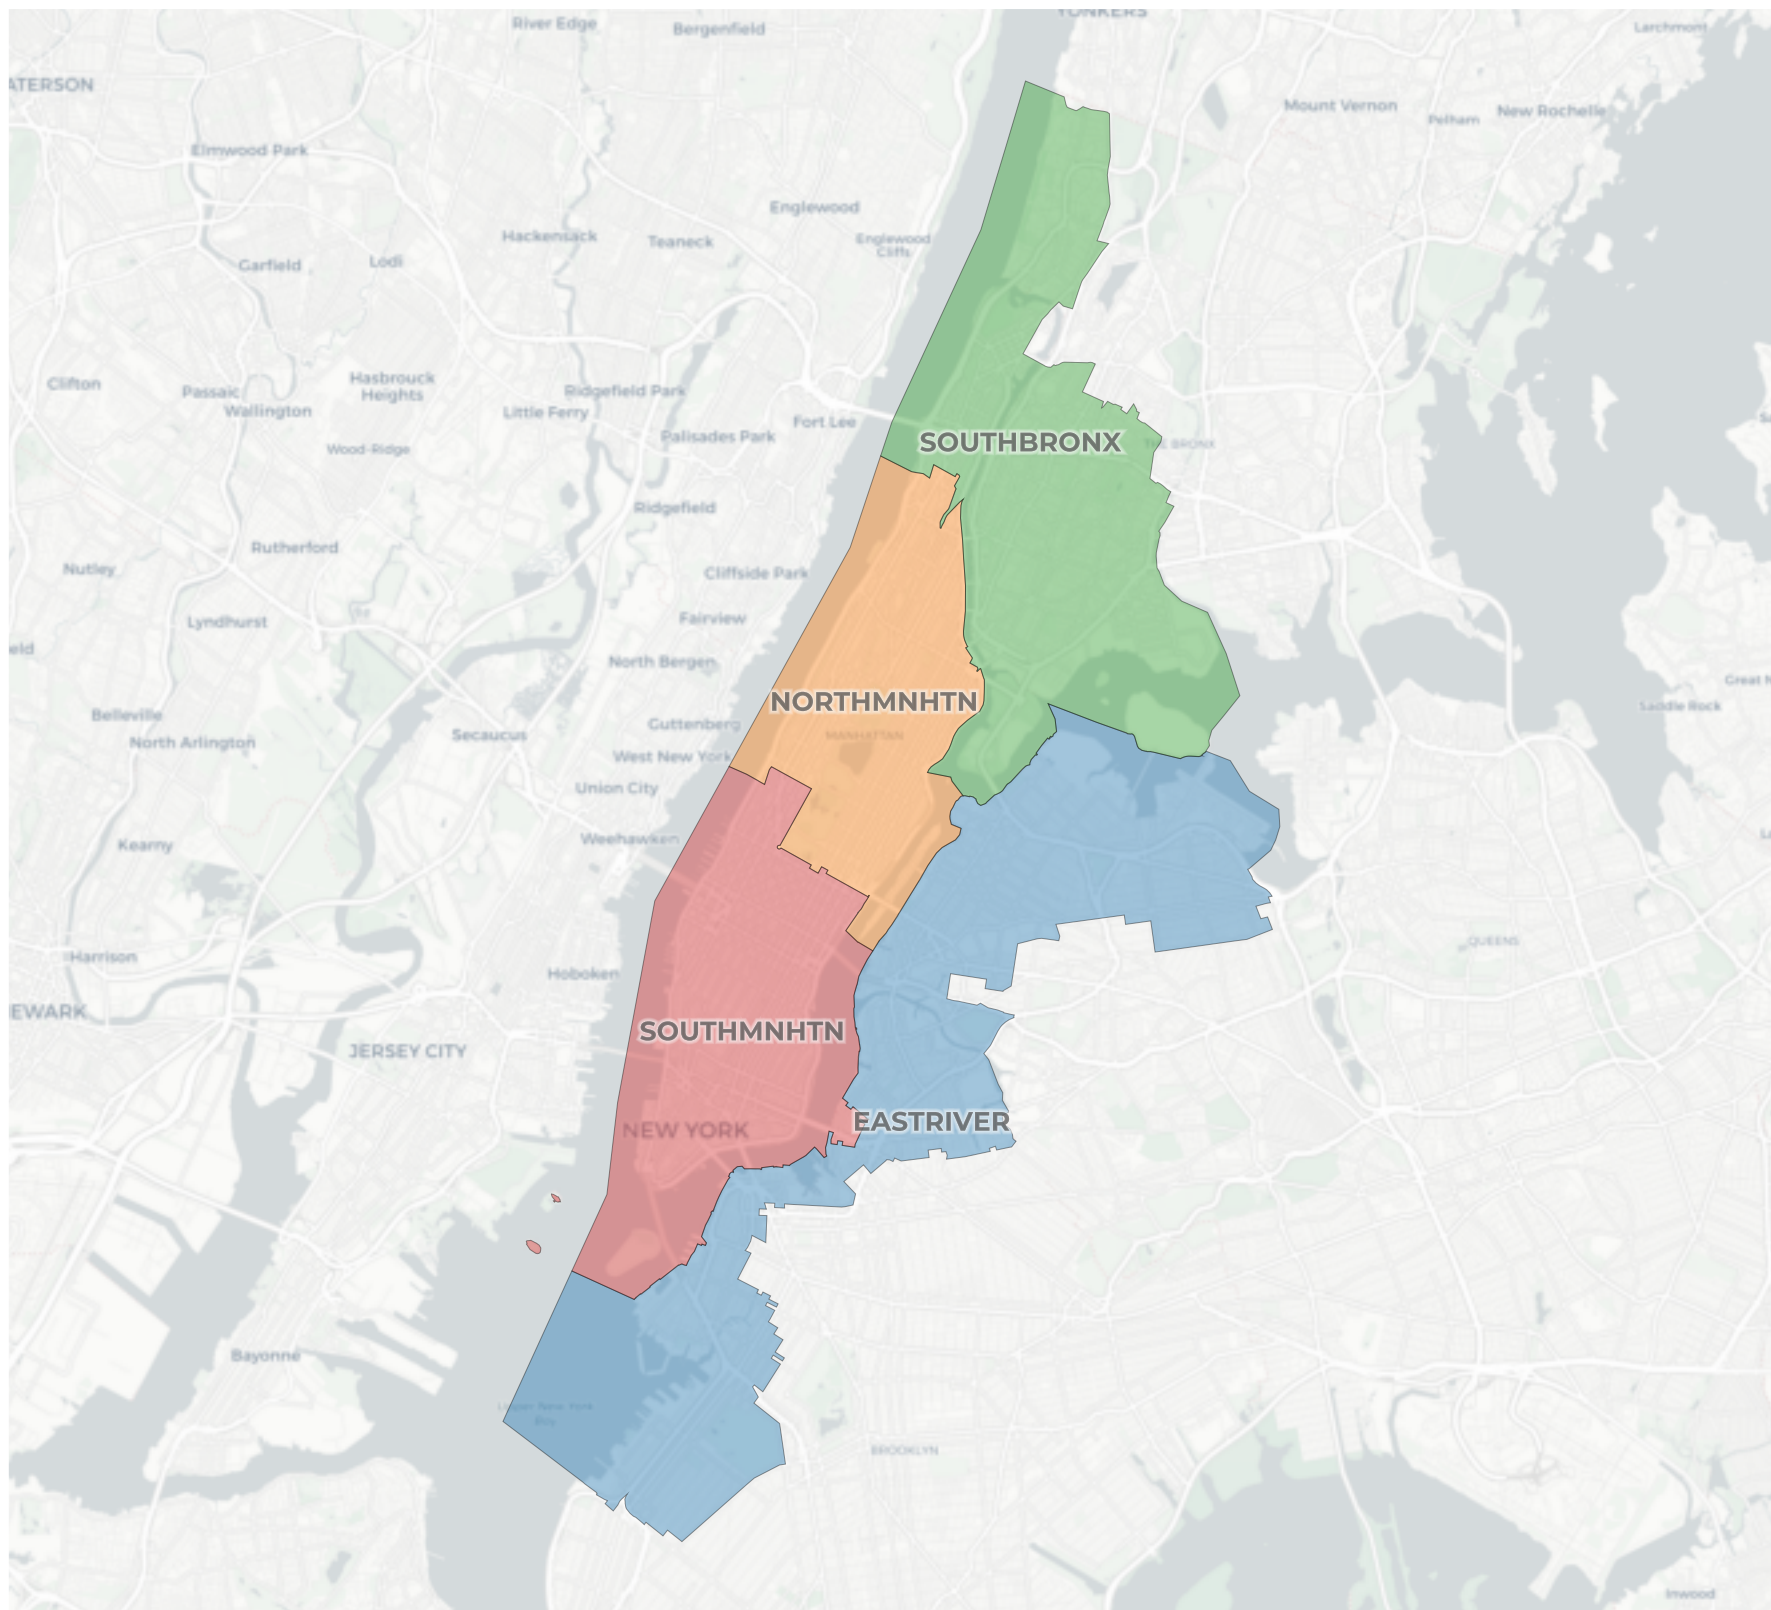 YONKERS
River Edge
Bergenfield
Larchmont
ATERSON
Mount Vernon
Pelham
New Rochelle
Elmwood Park
Englewood
Hackensack
Teaneck
Englewood
Cliffs
Garfield
Lodi
Clifton
Passaic
Hasbrouck
Heights
Ridgefield Park
Wallington
Little Ferry
Fort Lee
Palisades Park
Wood-Ridge
SOUTHBRONX
THE BRONX
Ridgefield
Rutherford
Nutley
Cliffside Park
Lyndhurst
Fairview
eld
North Bergen
Great N
NORTHMNHTN
Saddle Rock
Belleville
Guttenberg
Secaucus
North Arlington
MANHATTAN
West New York
Union City
Kearny
Weehawken
QUEENS
Harrison
Hoboken
EWARK
SOUTHMNHTN
JERSEY CITY
EASTRIVER
NEW YORK
Bayonne
Upper New York
Bay
BROOKLYN
Inwood